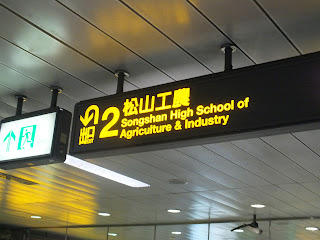 出口 2 松山工農
Songshan High School of
Agriculture & Industry